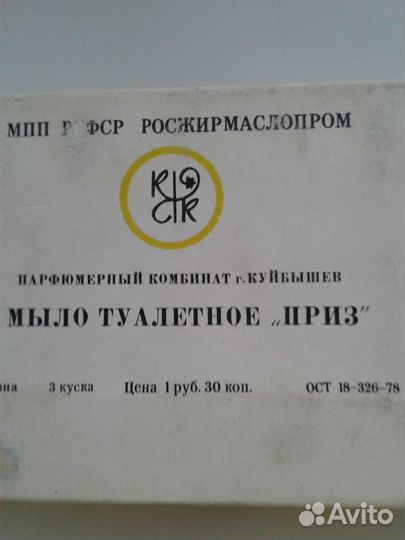 МПП РСФСР РОСЖИРМАСЛОПРОМ
ПАРФЮМЕРНЫЙ КОМБИНАТ г. КУЙБЫШЕВ
МЫЛО ТУАЛЕТНОЕ „ПРИЗ"
3 куска Цена 1 руб. 30 коп. ОСТ 18-326-78
Avito